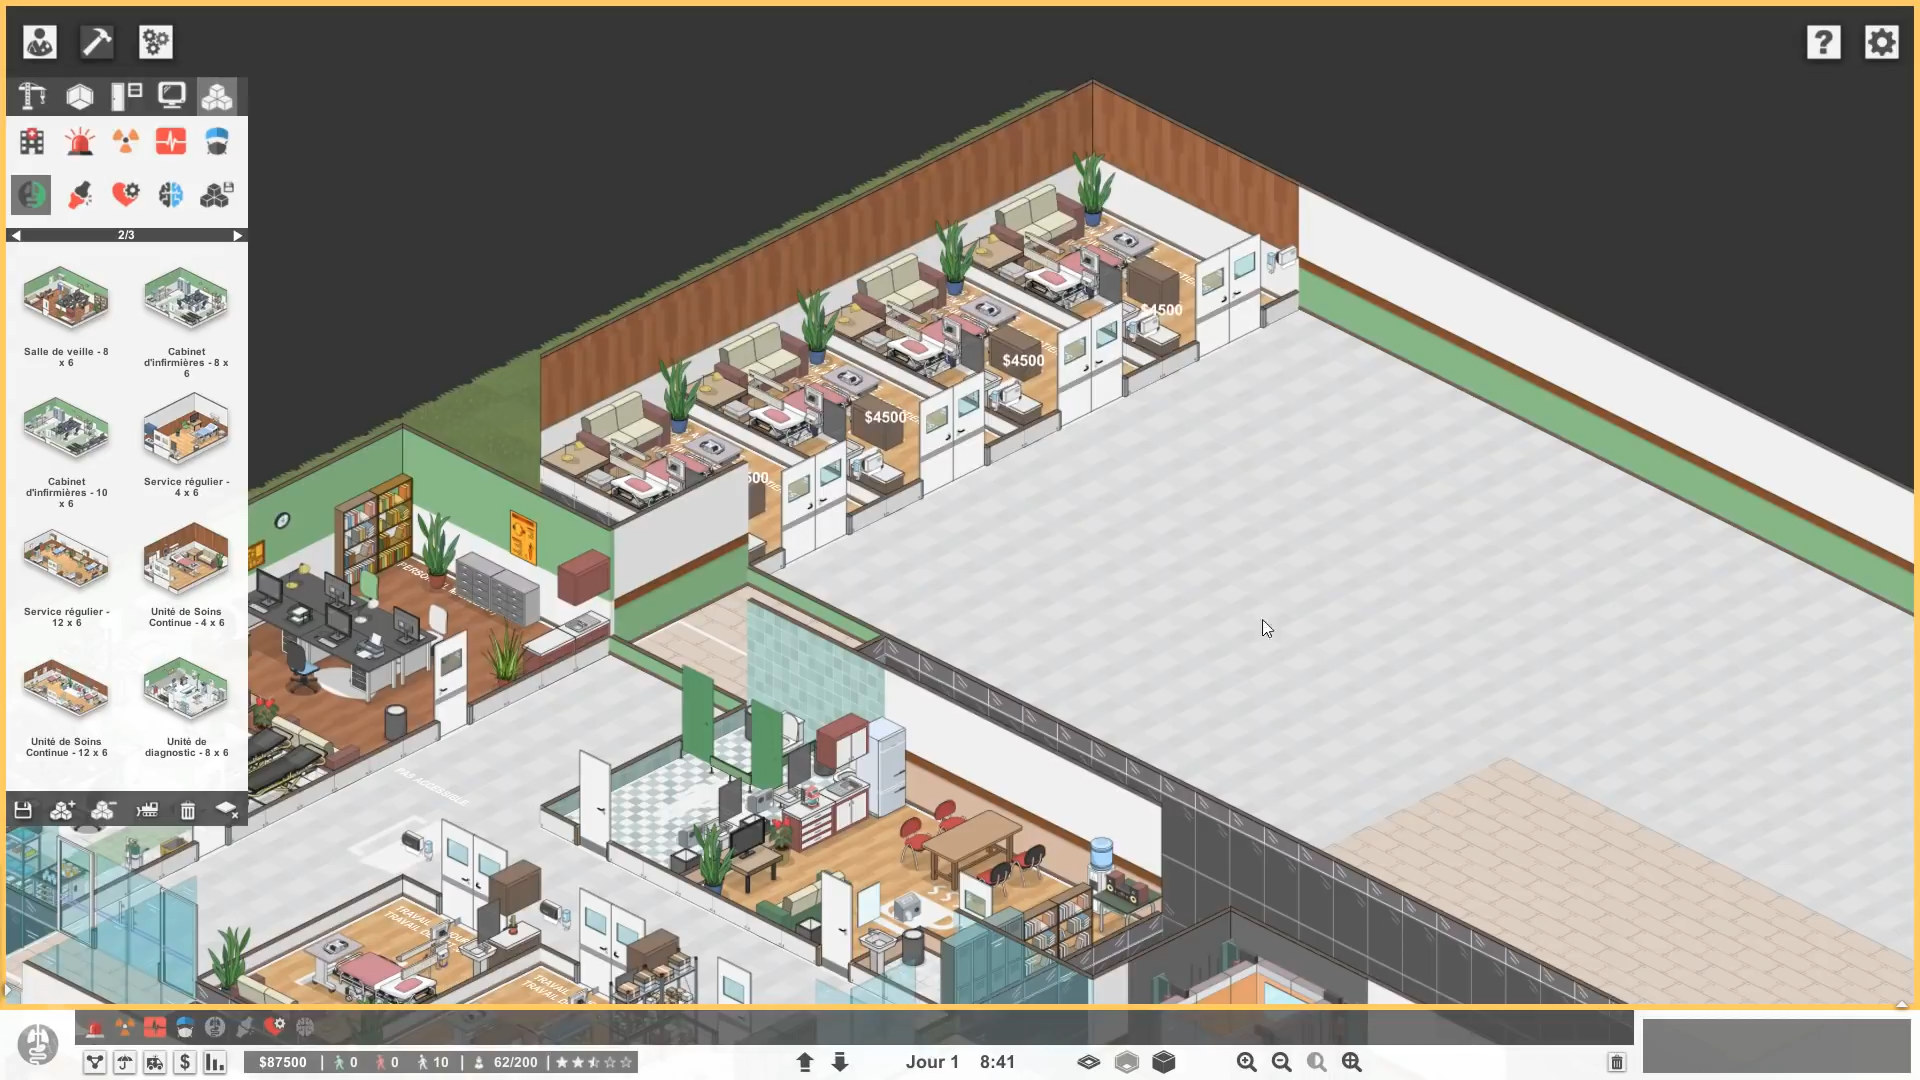 2/3
Salle de veille - 8
x 6
Cabinet
d'infirmières - 8 x
6
Cabinet
d'infirmières - 10
x 6
Service régulier -
4 x 6
Service régulier -
12 x 6
Unité de Soins
Continue - 4 x 6
Unité de Soins
Continue - 12 x 6
Unité de
diagnostic - 8 x 6
$4500
$4500
$4500
PAS ACCESSIBLE
$87500
0
0
10
62/200
Jour 1
8:41